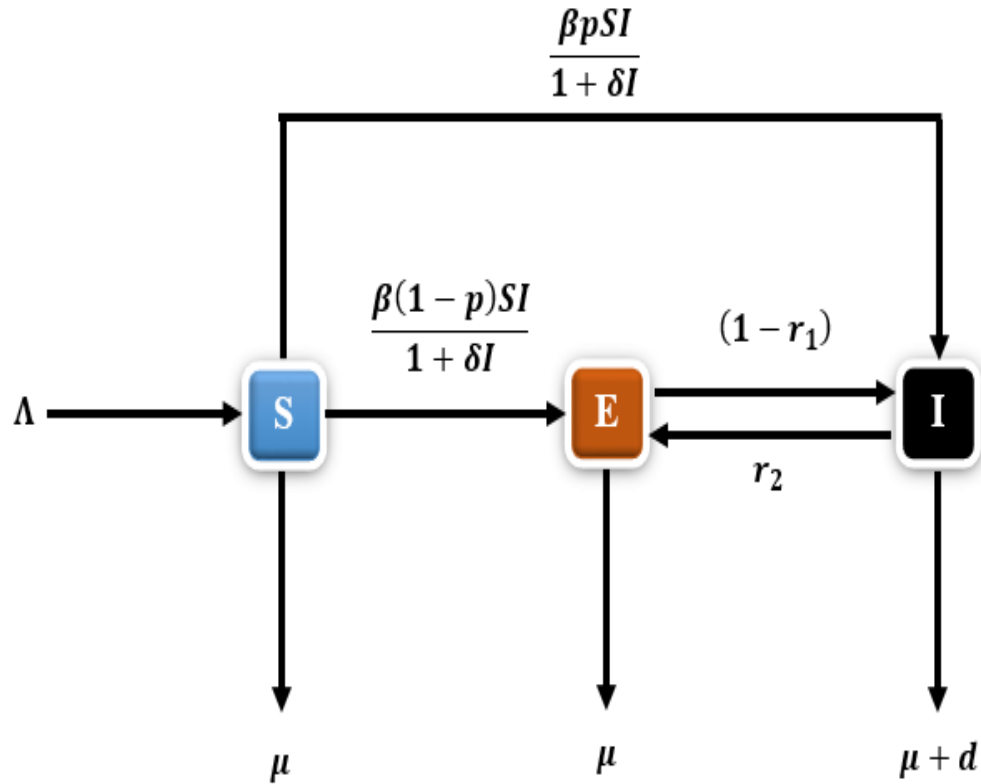 βpSI
1 + δI
β(1 − p)SI
1 + δI
(1 − r₁)
Λ
S
E
I
r₂
μ
μ
μ + d